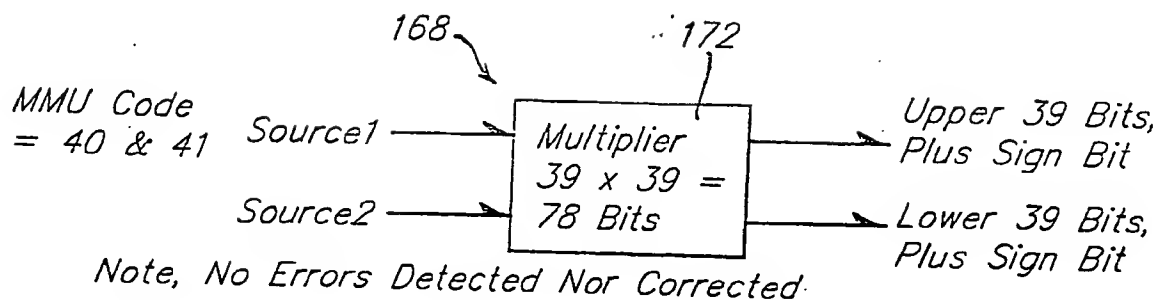 168
172
MMU Code
= 40 & 41
Source1
Source2
Multiplier
39 x 39 =
78 Bits
Upper 39 Bits,
Plus Sign Bit
Lower 39 Bits,
Plus Sign Bit
Note, No Errors Detected Nor Corrected